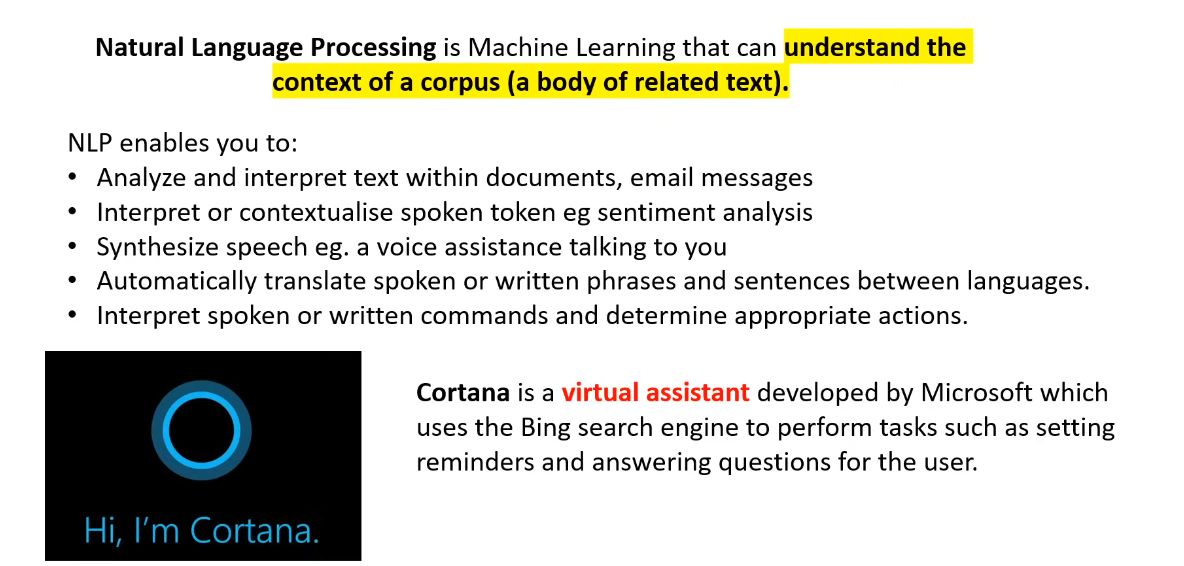 Natural Language Processing is Machine Learning that can understand the
context of a corpus (a body of related text).
NLP enables you to:
• Analyze and interpret text within documents, email messages
• Interpret or contextualise spoken token eg sentiment analysis
• Synthesize speech eg. a voice assistance talking to you
• Automatically translate spoken or written phrases and sentences between languages.
• Interpret spoken or written commands and determine appropriate actions.
Hi, I'm Cortana.
Cortana is a virtual assistant developed by Microsoft which
uses the Bing search engine to perform tasks such as setting
reminders and answering questions for the user.